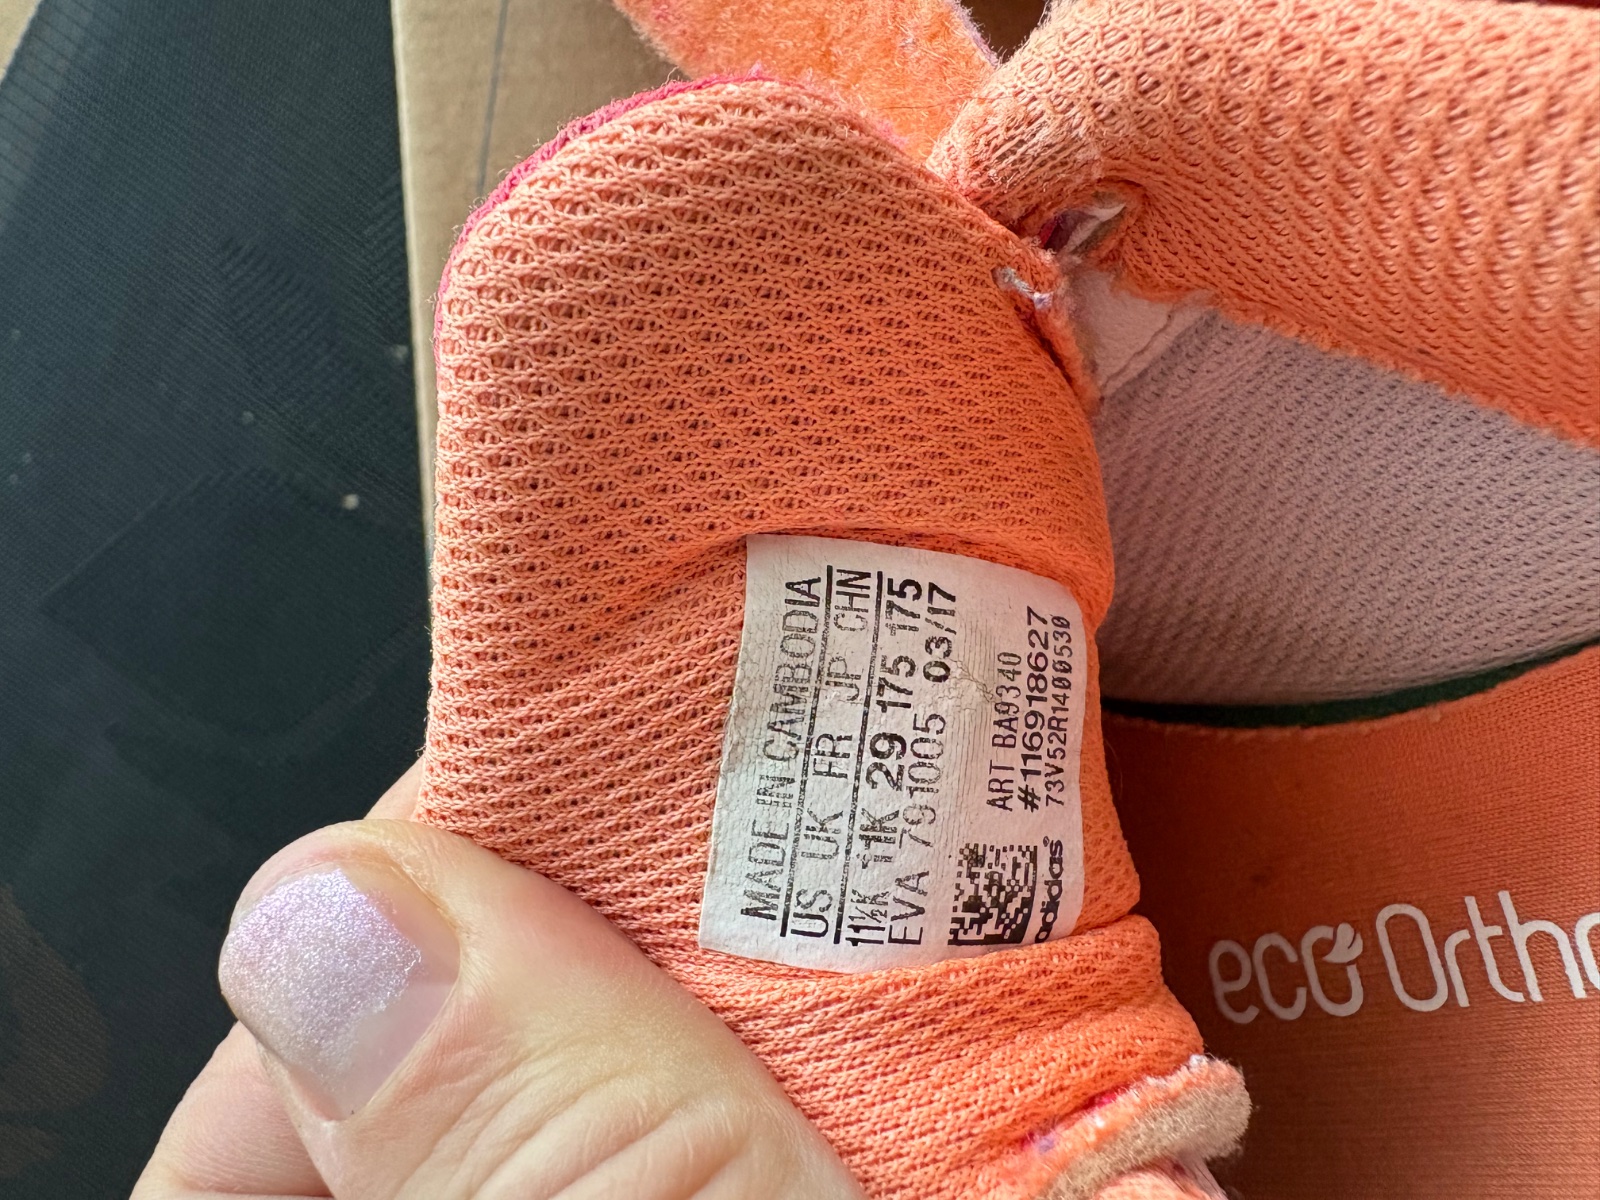 MADE IN CAMBODIA
US UK FR JP CHN
11½K 11K 29 175 175
EVA 791005 03/17
ART BA9340
#116918627
73V52R1400530
adidas®
eco Ortho